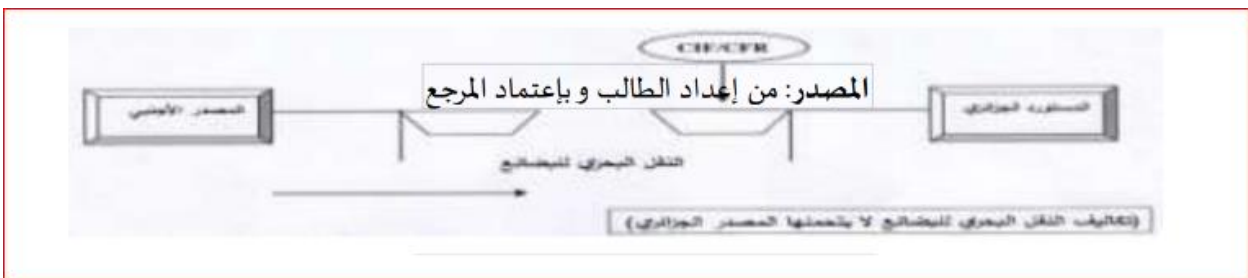 CIF/CFR
المصدر: من إعداد الطالب و بإعتماد المرجع
المستورد الجزائري
المصدر الأجنبي
النقل البحري للبضائع
(تكاليف النقل البحري للبضائع لا يتحملها المصدر الجزائري)